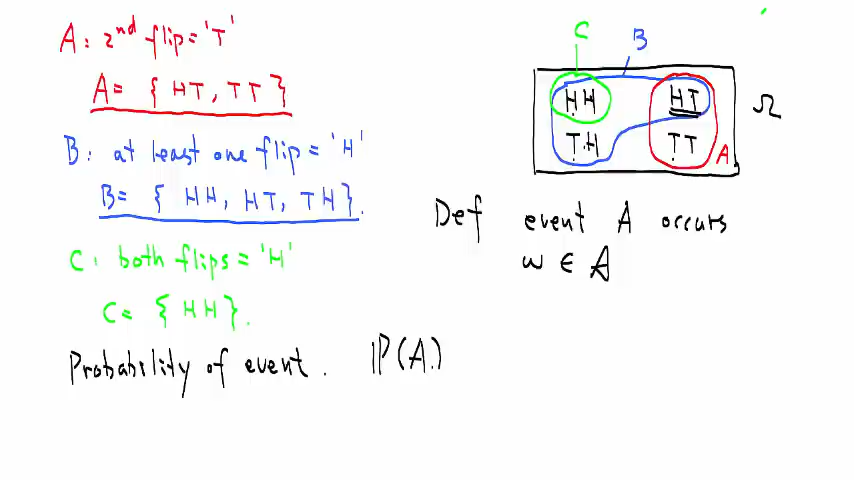 A: 2nd flip = 'T'
A = { HT, TT }
B: at least one flip = 'H'
B = { HH, HT, TH }.
C: both flips = 'H'
C = { HH }.
Probability of event. ℙ(A)
C
B
HH HT
TH TT
A
Ω
Def event A occurs
ω ∈ A